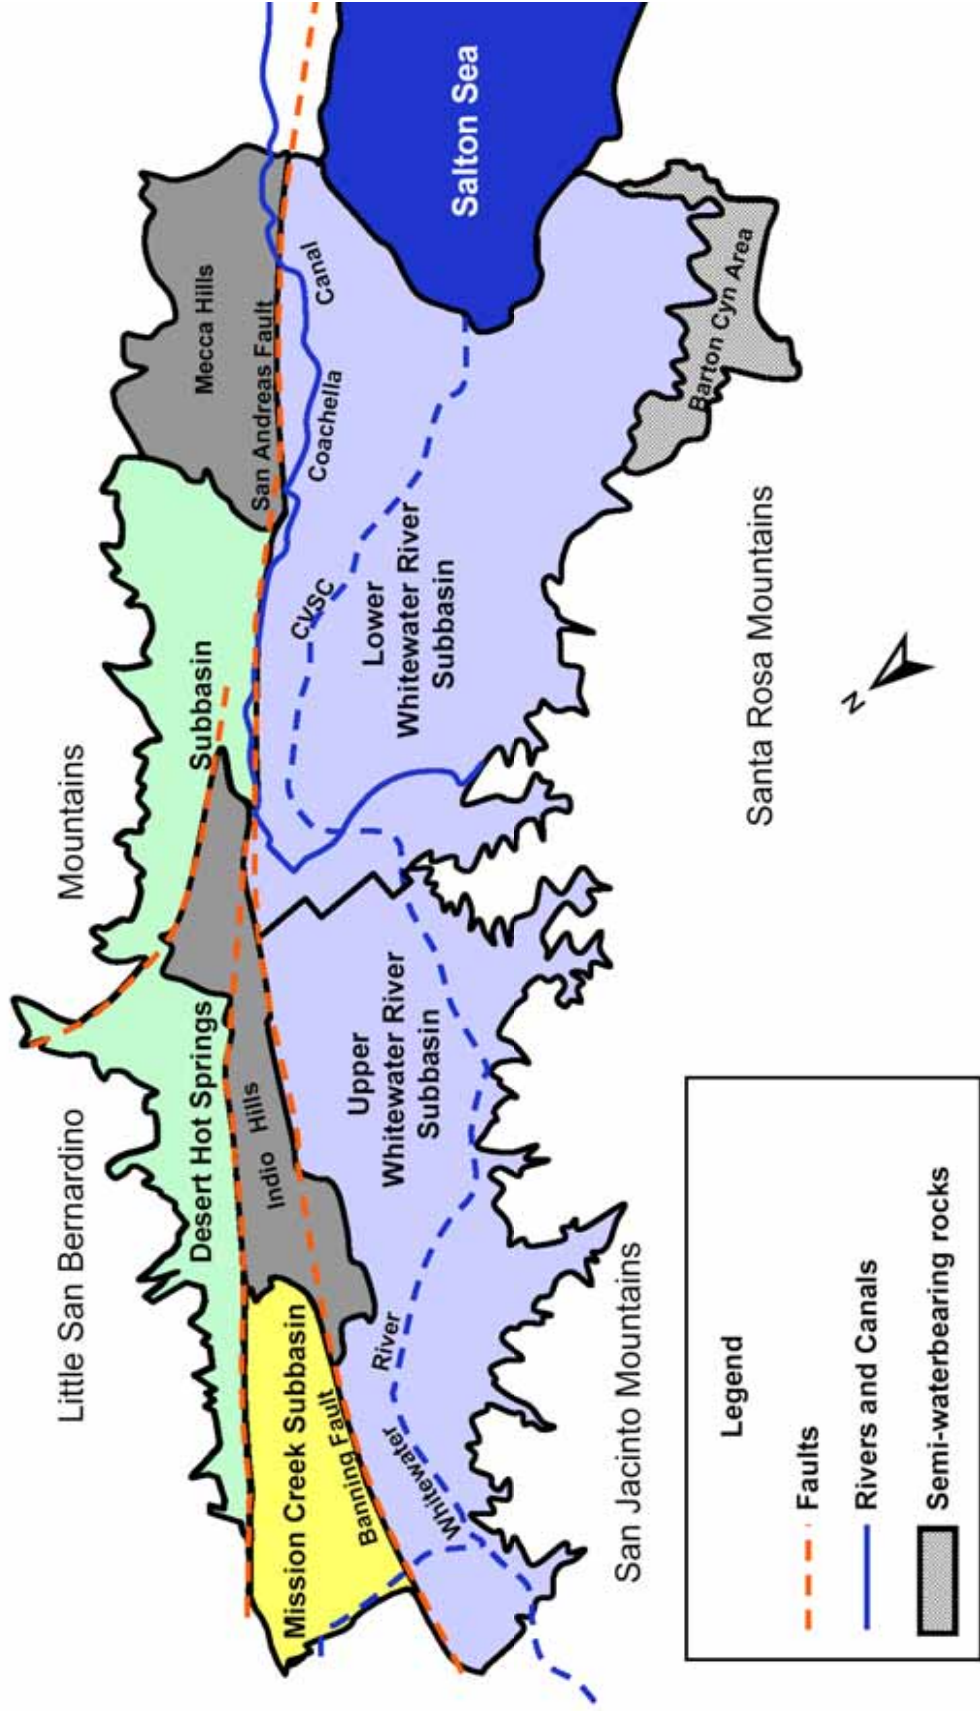 Little San Bernardino
Mountains
Desert Hot Springs
Subbasin
Mecca Hills
San Andreas Fault
Indio
Hills
Mission Creek Subbasin
Banning Fault
Coachella
Canal
CVSC
Salton Sea
Whitewater
River
Upper
Whitewater River
Subbasin
Lower
Whitewater River
Subbasin
Barton Cyn Area
San Jacinto Mountains
Santa Rosa Mountains
N
Legend
Faults
Rivers and Canals
Semi-waterbearing rocks